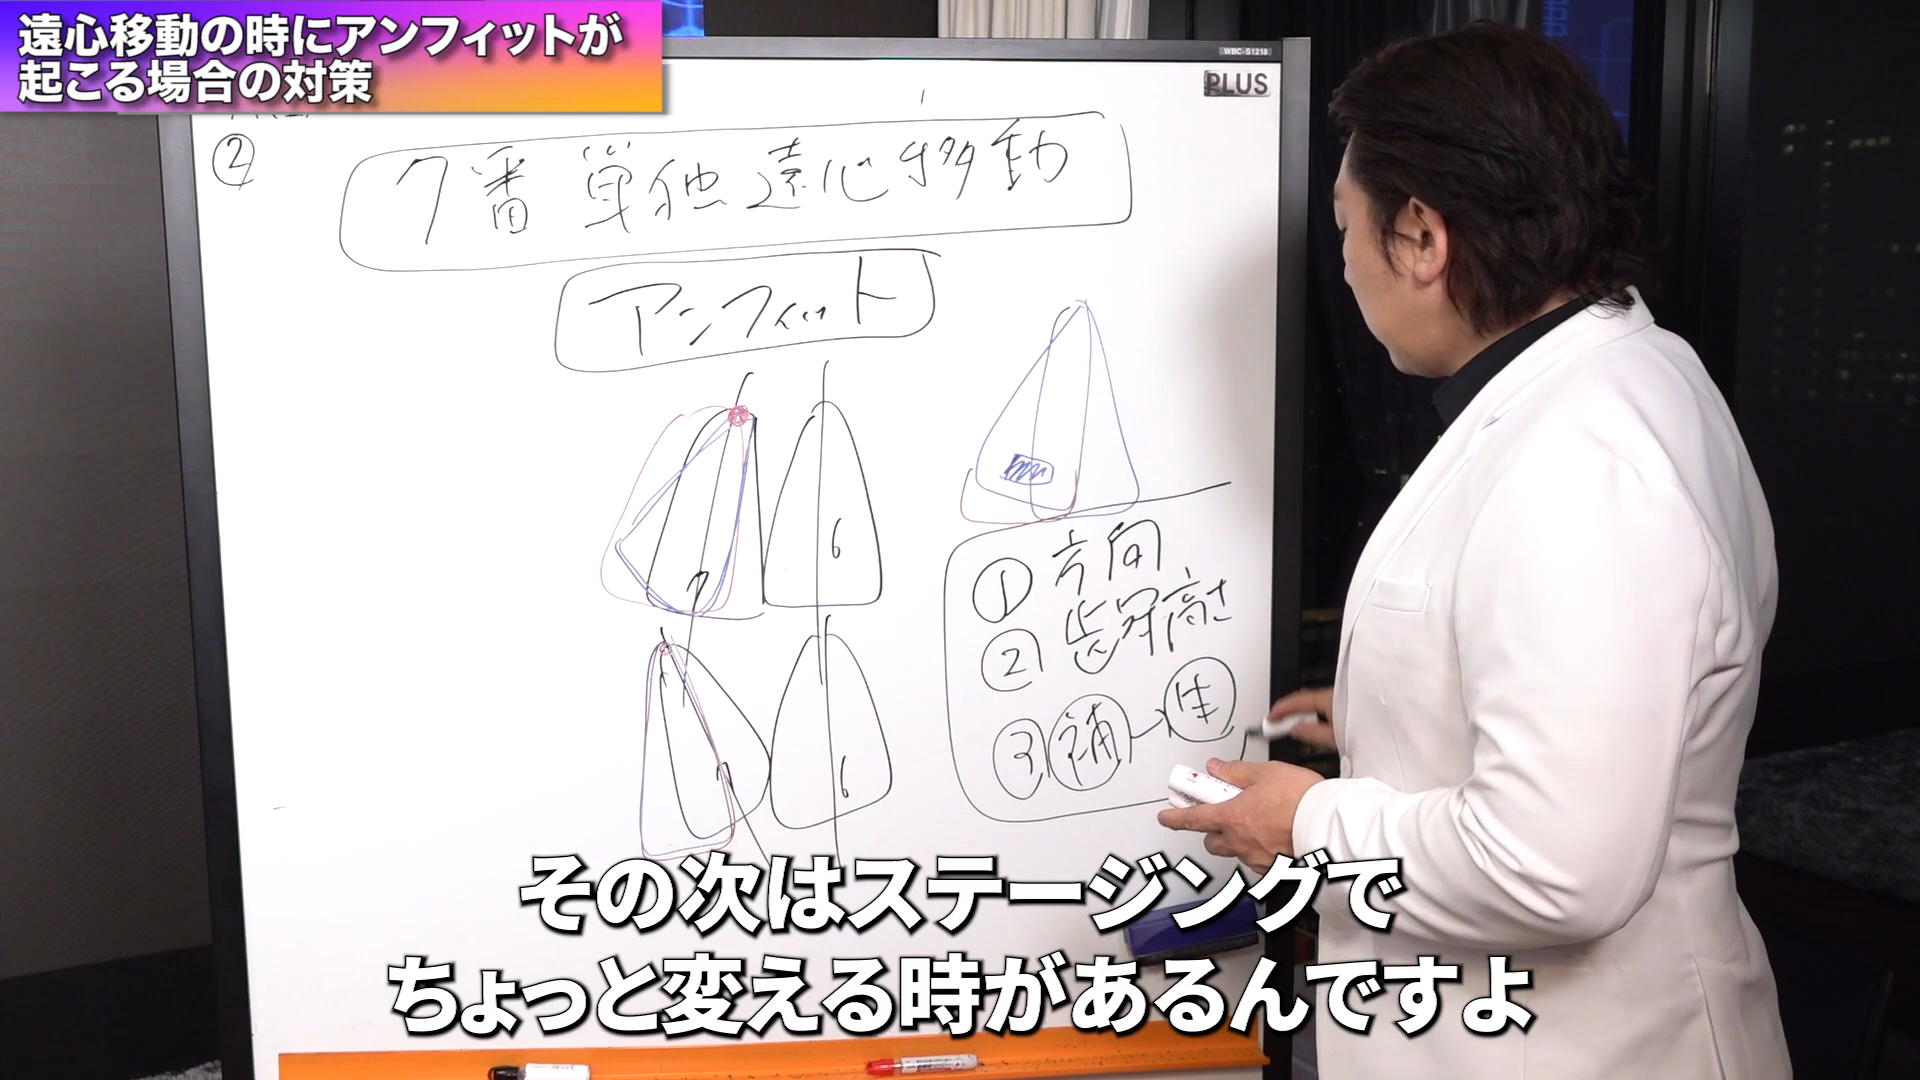 遠心移動の時にアンフィットが
起こる場合の対策
WBC-S1218
PLUS
②
7番 単独遠心移動
アンフィット
7
6
7
6
① 方向
② 歯冠高さ
③ 補→生
その次はステージングで
ちょっと変える時があるんですよ